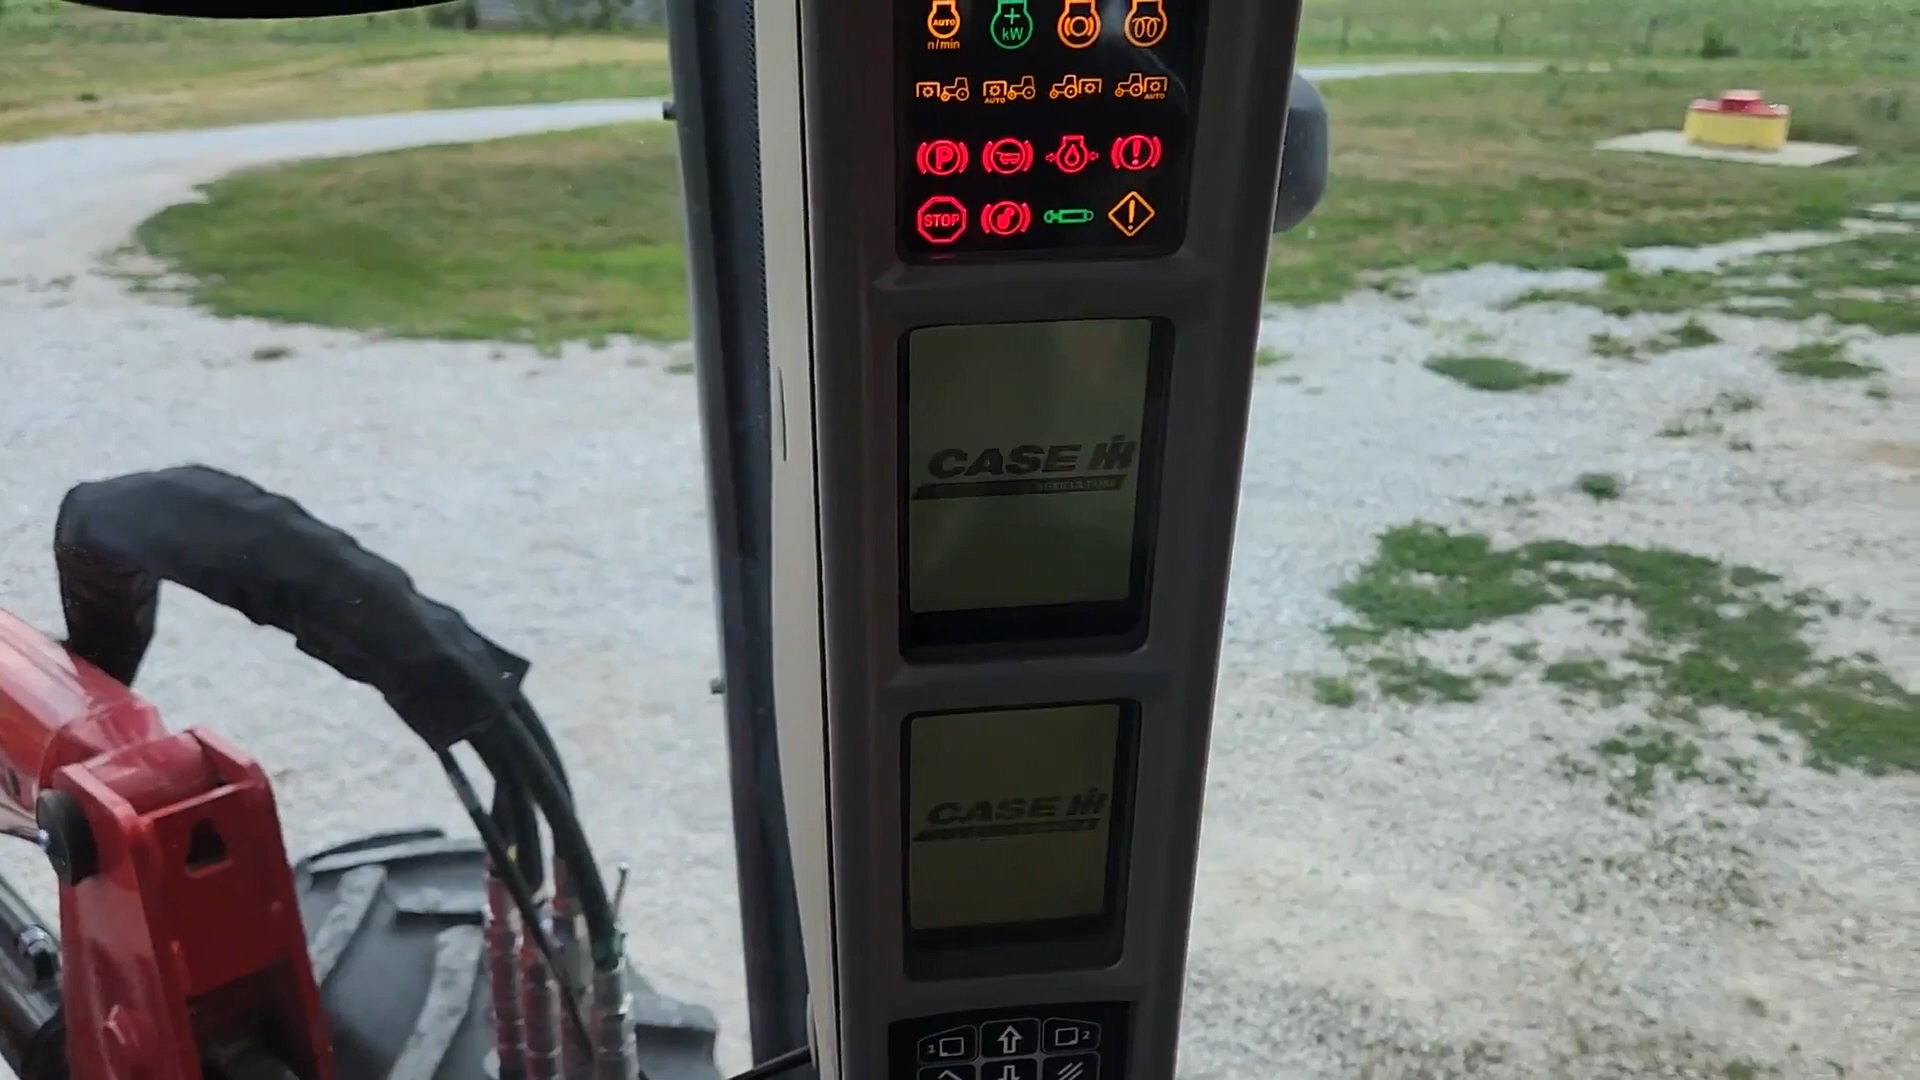 AUTO
n/min
+
kW
AUTO
AUTO
P
!
STOP
!
CASE IH
AGRICULTURE
CASE IH
1
2